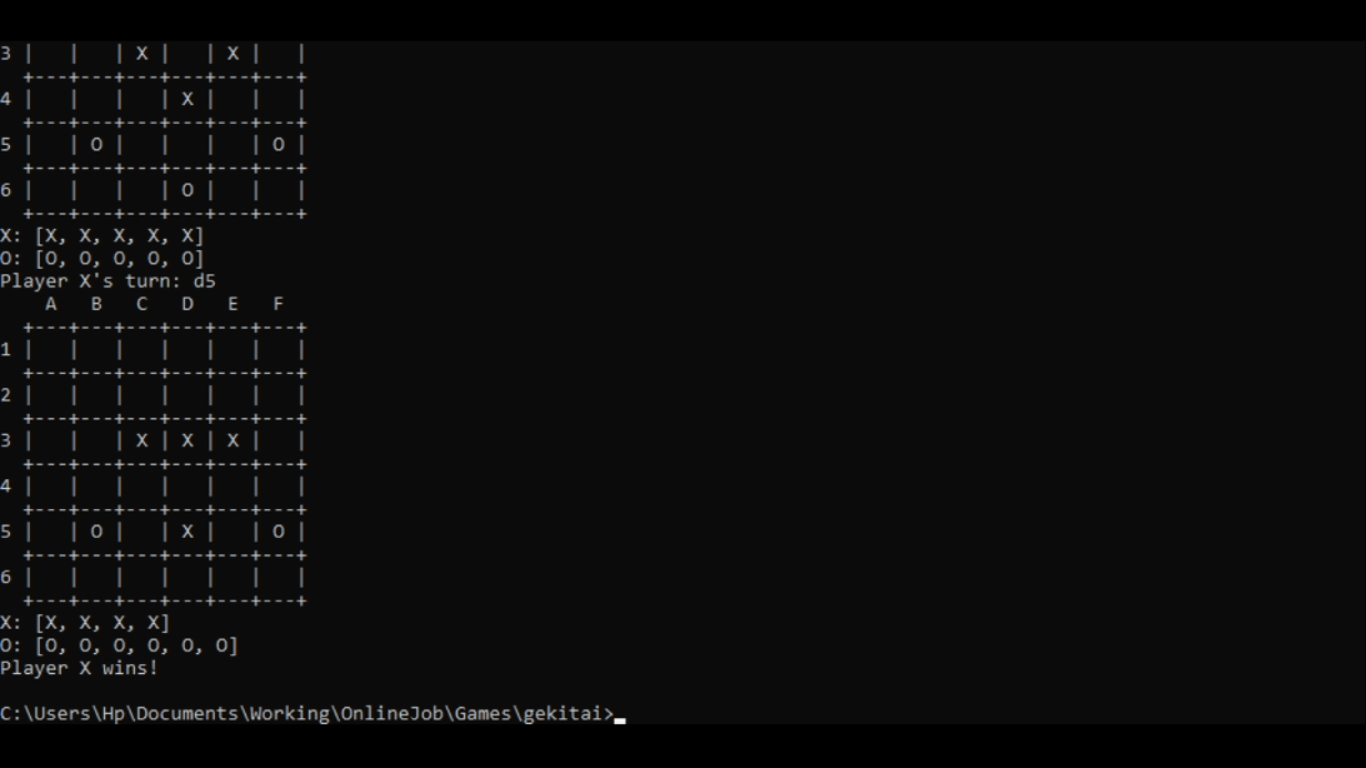 3 |   |   | X |   | X |   |
  +---+---+---+---+---+---+
4 |   |   |   | X |   |   |
  +---+---+---+---+---+---+
5 |   | O |   |   |   | O |
  +---+---+---+---+---+---+
6 |   |   |   | O |   |   |
  +---+---+---+---+---+---+
X: [X, X, X, X, X]
O: [O, O, O, O, O]
Player X's turn: d5
    A   B   C   D   E   F
  +---+---+---+---+---+---+
1 |   |   |   |   |   |   |
  +---+---+---+---+---+---+
2 |   |   |   |   |   |   |
  +---+---+---+---+---+---+
3 |   |   | X | X | X |   |
  +---+---+---+---+---+---+
4 |   |   |   |   |   |   |
  +---+---+---+---+---+---+
5 |   | O |   | X |   | O |
  +---+---+---+---+---+---+
6 |   |   |   |   |   |   |
  +---+---+---+---+---+---+
X: [X, X, X, X]
O: [O, O, O, O, O, O]
Player X wins!
C:\Users\Hp\Documents\Working\OnlineJob\Games\gekitai>_